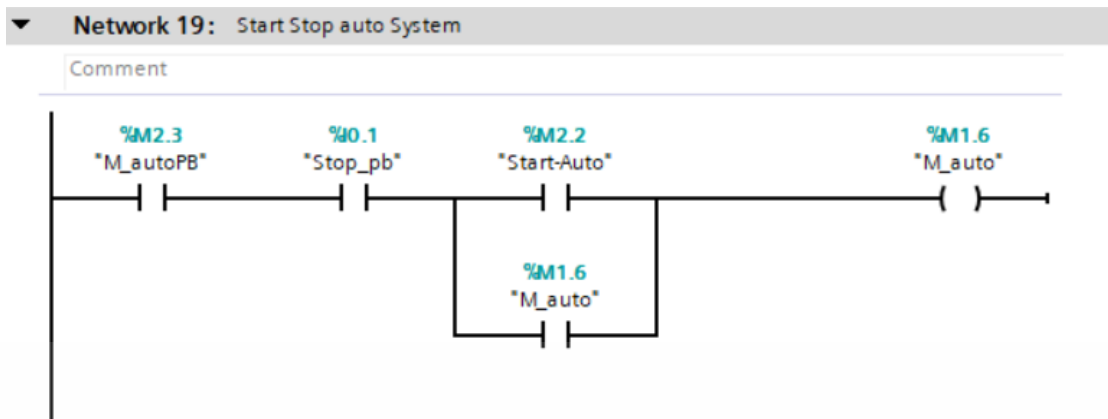 Network 19: Start Stop auto System
Comment
%M2.3 %I0.1 %M2.2 %M1.6
"M_autoPB" "Stop_pb" "Start-Auto" "M_auto"
%M1.6
"M_auto"